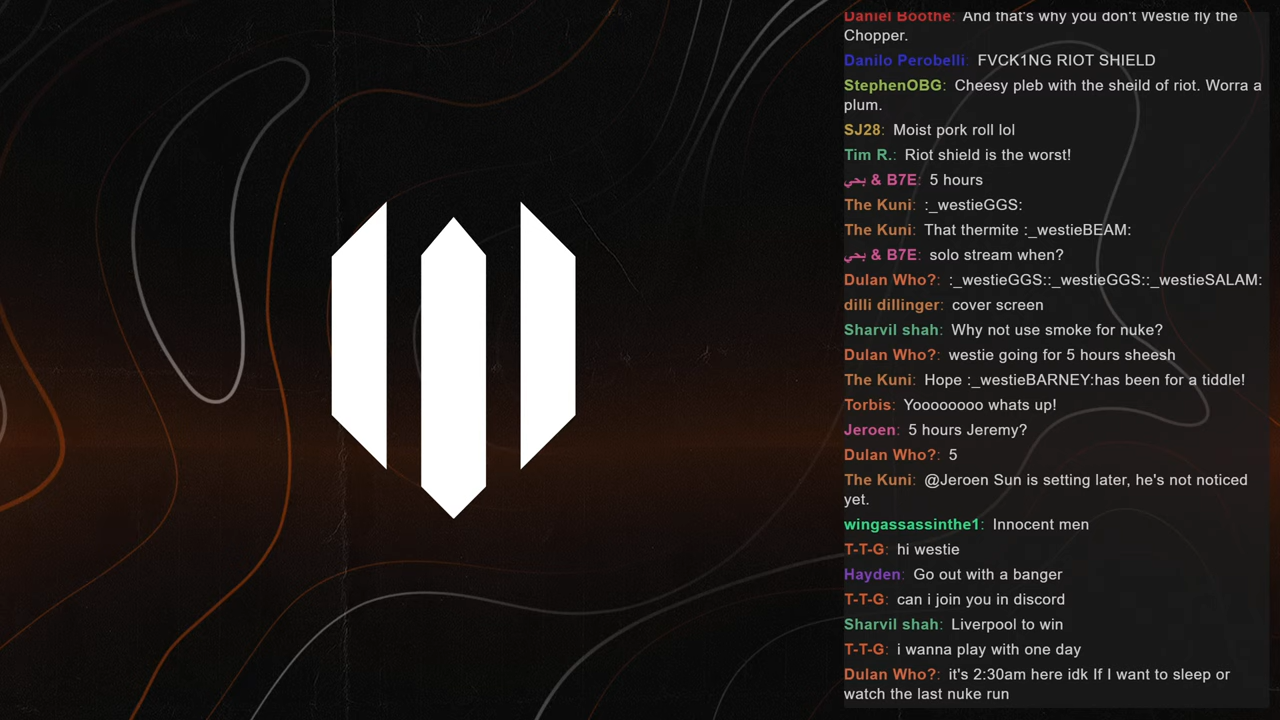 Daniel Boothe: And that's why you don't Westie fly the
Chopper.
Danilo Perobelli: FVCK1NG RIOT SHIELD
StephenOBG: Cheesy pleb with the sheild of riot. Worra a
plum.
SJ28: Moist pork roll lol
Tim R.: Riot shield is the worst!
يحي & B7E: 5 hours
The Kuni: :_westieGGS:
The Kuni: That thermite :_westieBEAM:
يحي & B7E: solo stream when?
Dulan Who?: :_westieGGS::_westieGGS::_westieSALAM:
dilli dillinger: cover screen
Sharvil shah: Why not use smoke for nuke?
Dulan Who?: westie going for 5 hours sheesh
The Kuni: Hope :_westieBARNEY:has been for a tiddle!
Torbis: Yoooooooo whats up!
Jeroen: 5 hours Jeremy?
Dulan Who?: 5
The Kuni: @Jeroen Sun is setting later, he's not noticed
yet.
wingassassinthe1: Innocent men
T-T-G: hi westie
Hayden: Go out with a banger
T-T-G: can i join you in discord
Sharvil shah: Liverpool to win
T-T-G: i wanna play with one day
Dulan Who?: it's 2:30am here idk If I want to sleep or
watch the last nuke run